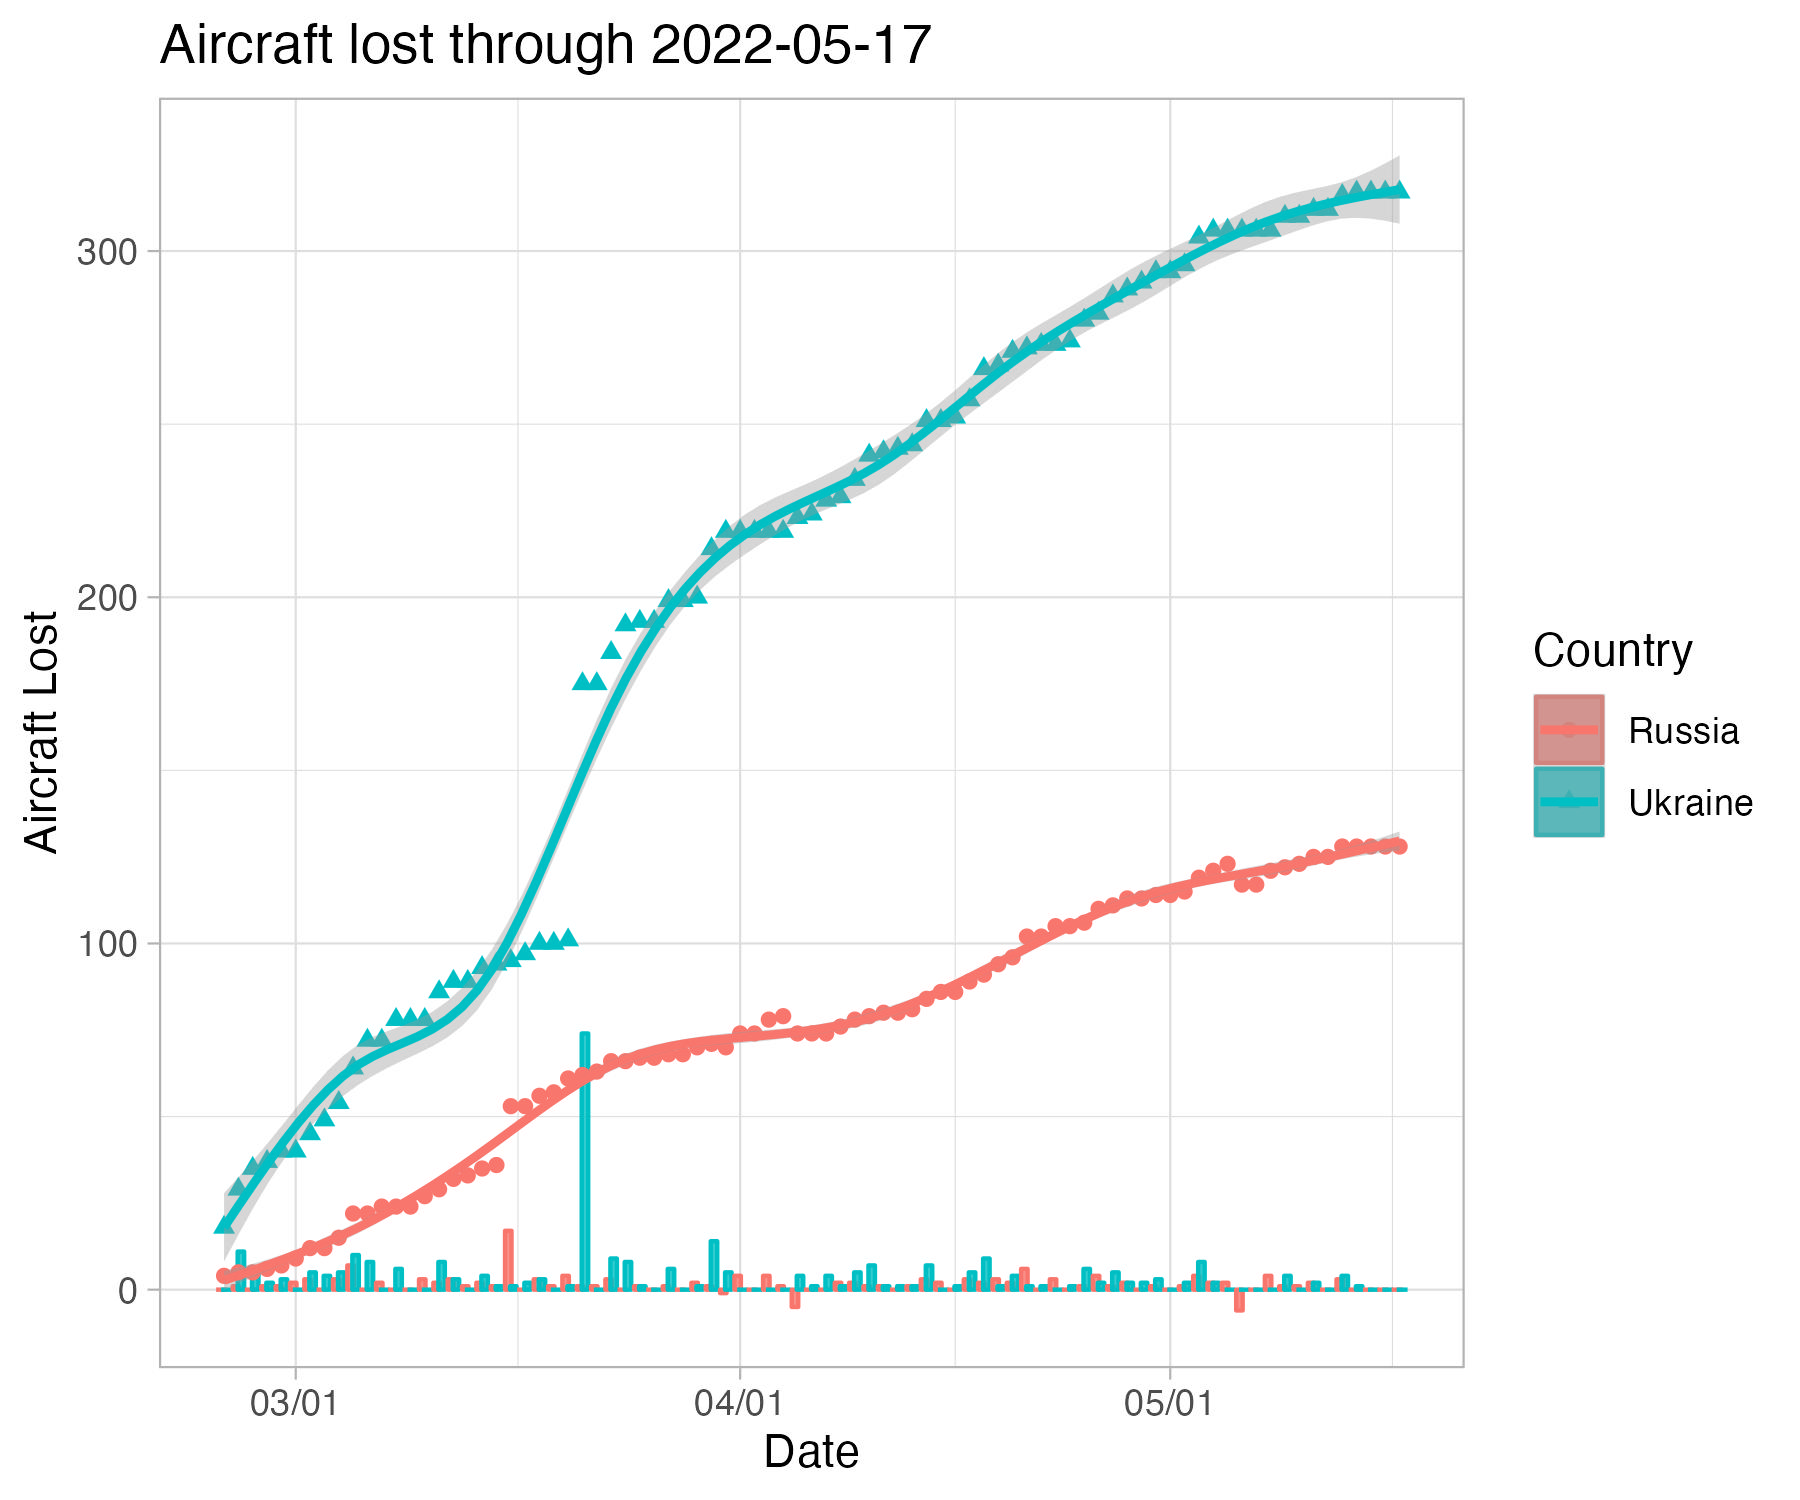 Aircraft lost through 2022-05-17
Aircraft Lost
300
200
100
0
03/01 04/01 05/01
Date
Country
Russia
Ukraine